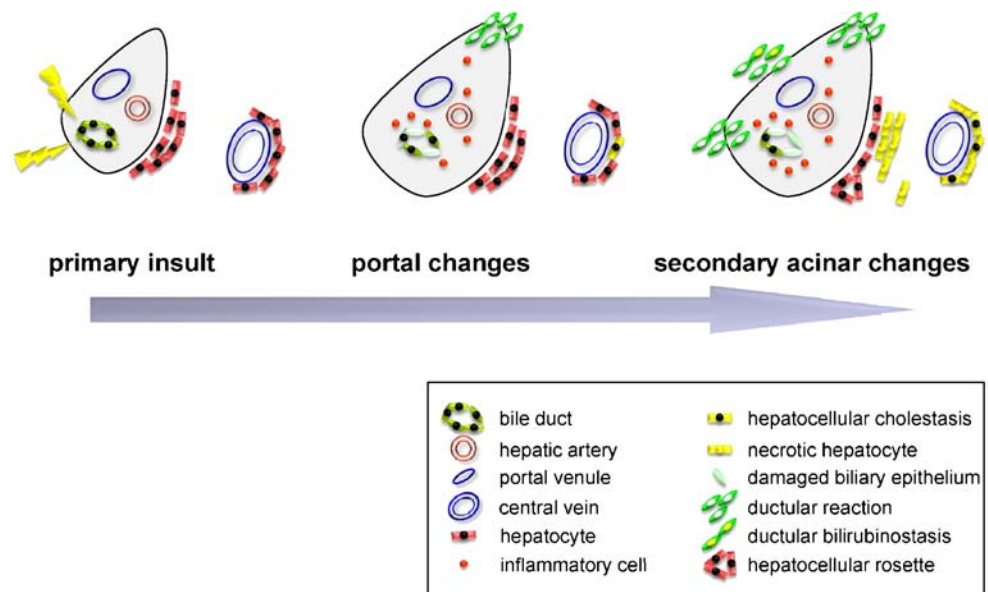 primary insult
portal changes
secondary acinar changes
bile duct
hepatic artery
portal venule
central vein
hepatocyte
inflammatory cell
hepatocellular cholestasis
necrotic hepatocyte
damaged biliary epithelium
ductular reaction
ductular bilirubinostasis
hepatocellular rosette